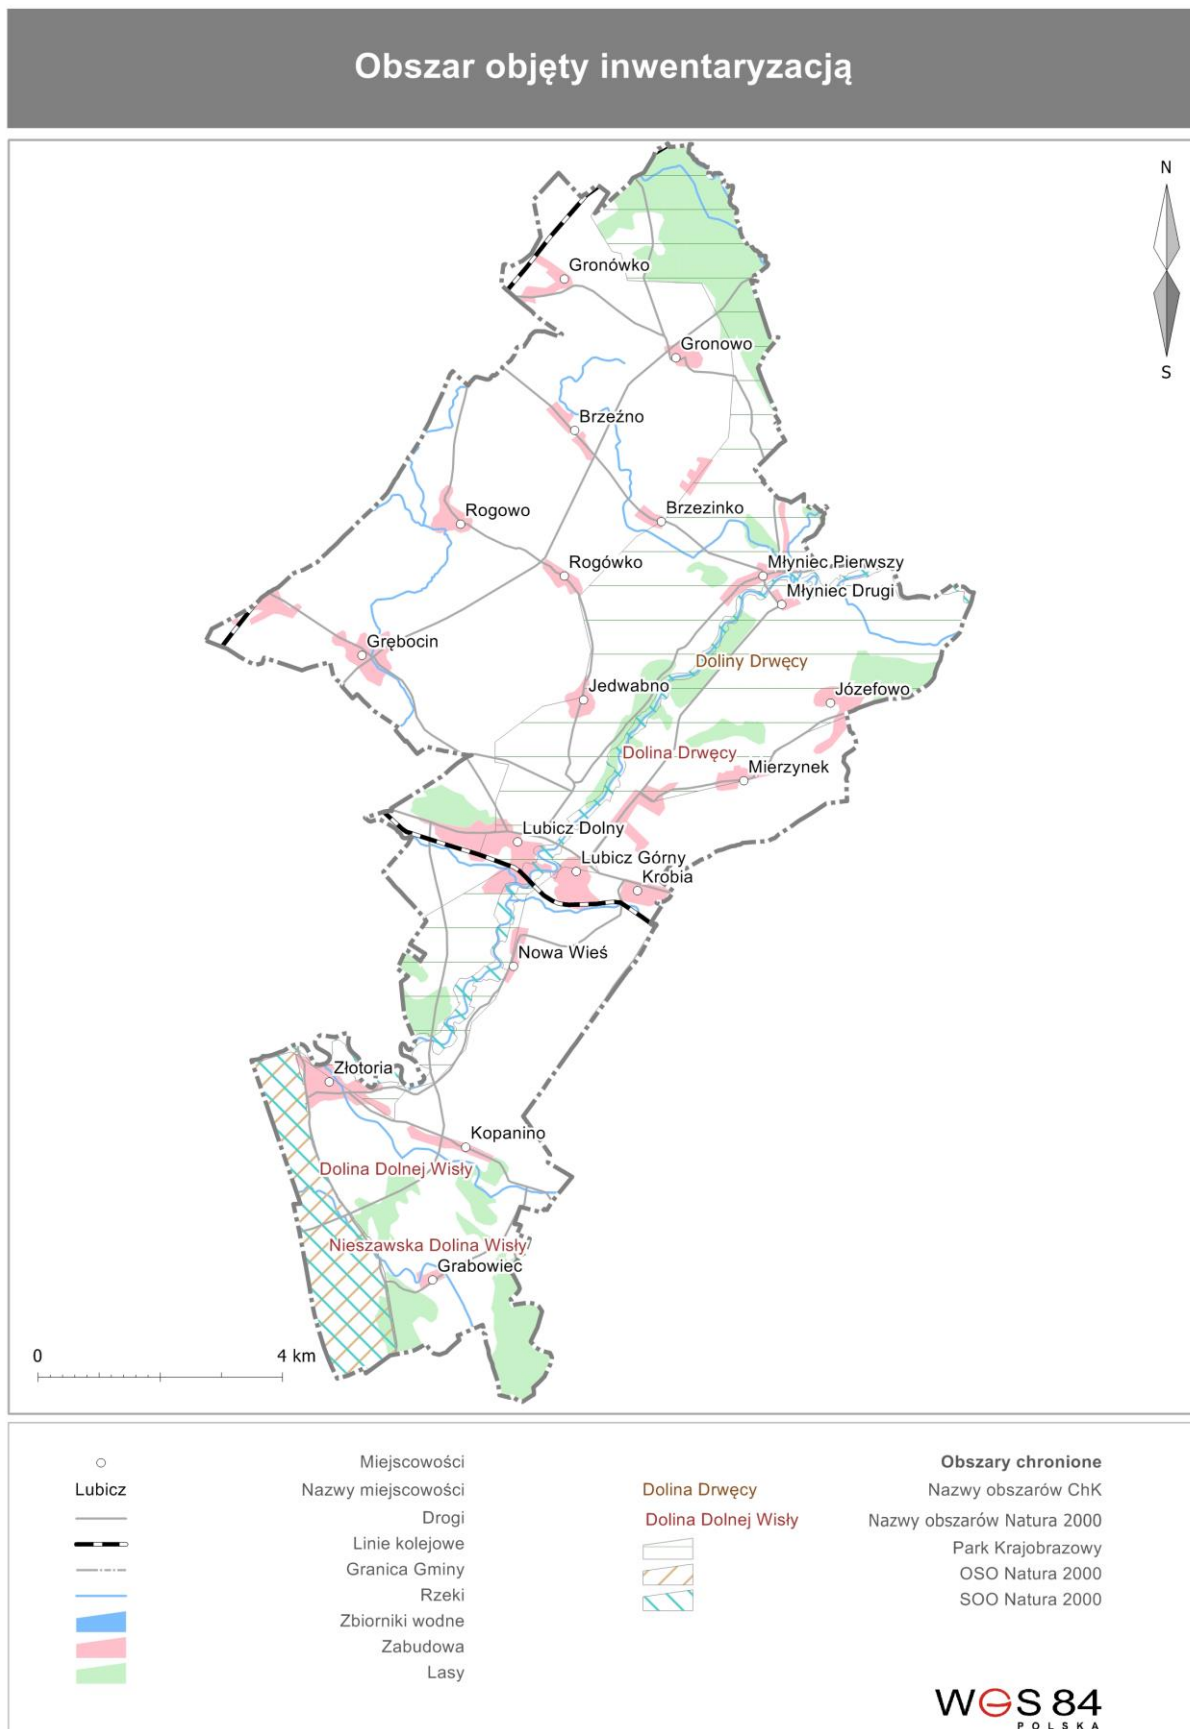 Obszar objęty inwentaryzacją
N
S
Gronówko
Gronowo
Brzeźno
Rogowo
Brzezinko
Rogówko
Młyniec Pierwszy
Młyniec Drugi
Grębocin
Doliny Drwęcy
Jedwabno
Józefowo
Dolina Drwęcy
Mierzynek
Lubicz Dolny
Lubicz Górny
Krobia
Nowa Wieś
Złotoria
Kopanino
Dolina Dolnej Wisły
Nieszawska Dolina Wisły
Grabowiec
0 4 km
Miejscowości
Lubicz Nazwy miejscowości
Drogi
Linie kolejowe
Granica Gminy
Rzeki
Zbiorniki wodne
Zabudowa
Lasy
Obszary chronione
Dolina Drwęcy Nazwy obszarów ChK
Dolina Dolnej Wisły Nazwy obszarów Natura 2000
Park Krajobrazowy
OSO Natura 2000
SOO Natura 2000
WGS 84
POLSKA